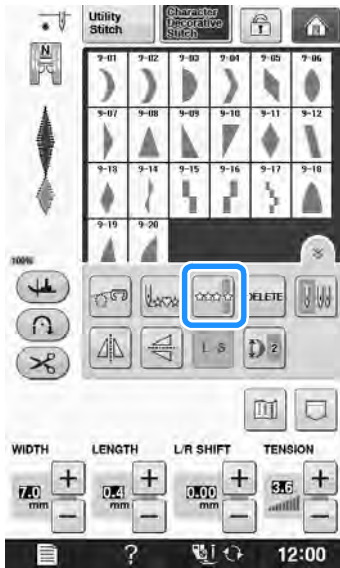 Utility
Stitch
Character
Decorative
Stitch
N
9-01 9-02 9-03 9-04 9-05 9-06
9-07 9-08 9-09 9-10 9-11 9-12
9-13 9-14 9-15 9-16 9-17 9-18
9-19 9-20
100%
DELETE
L S
2
WIDTH LENGTH L/R SHIFT TENSION
7.0 mm + −
0.4 mm + −
0.00 mm + −
3.6 + −
? 12:00